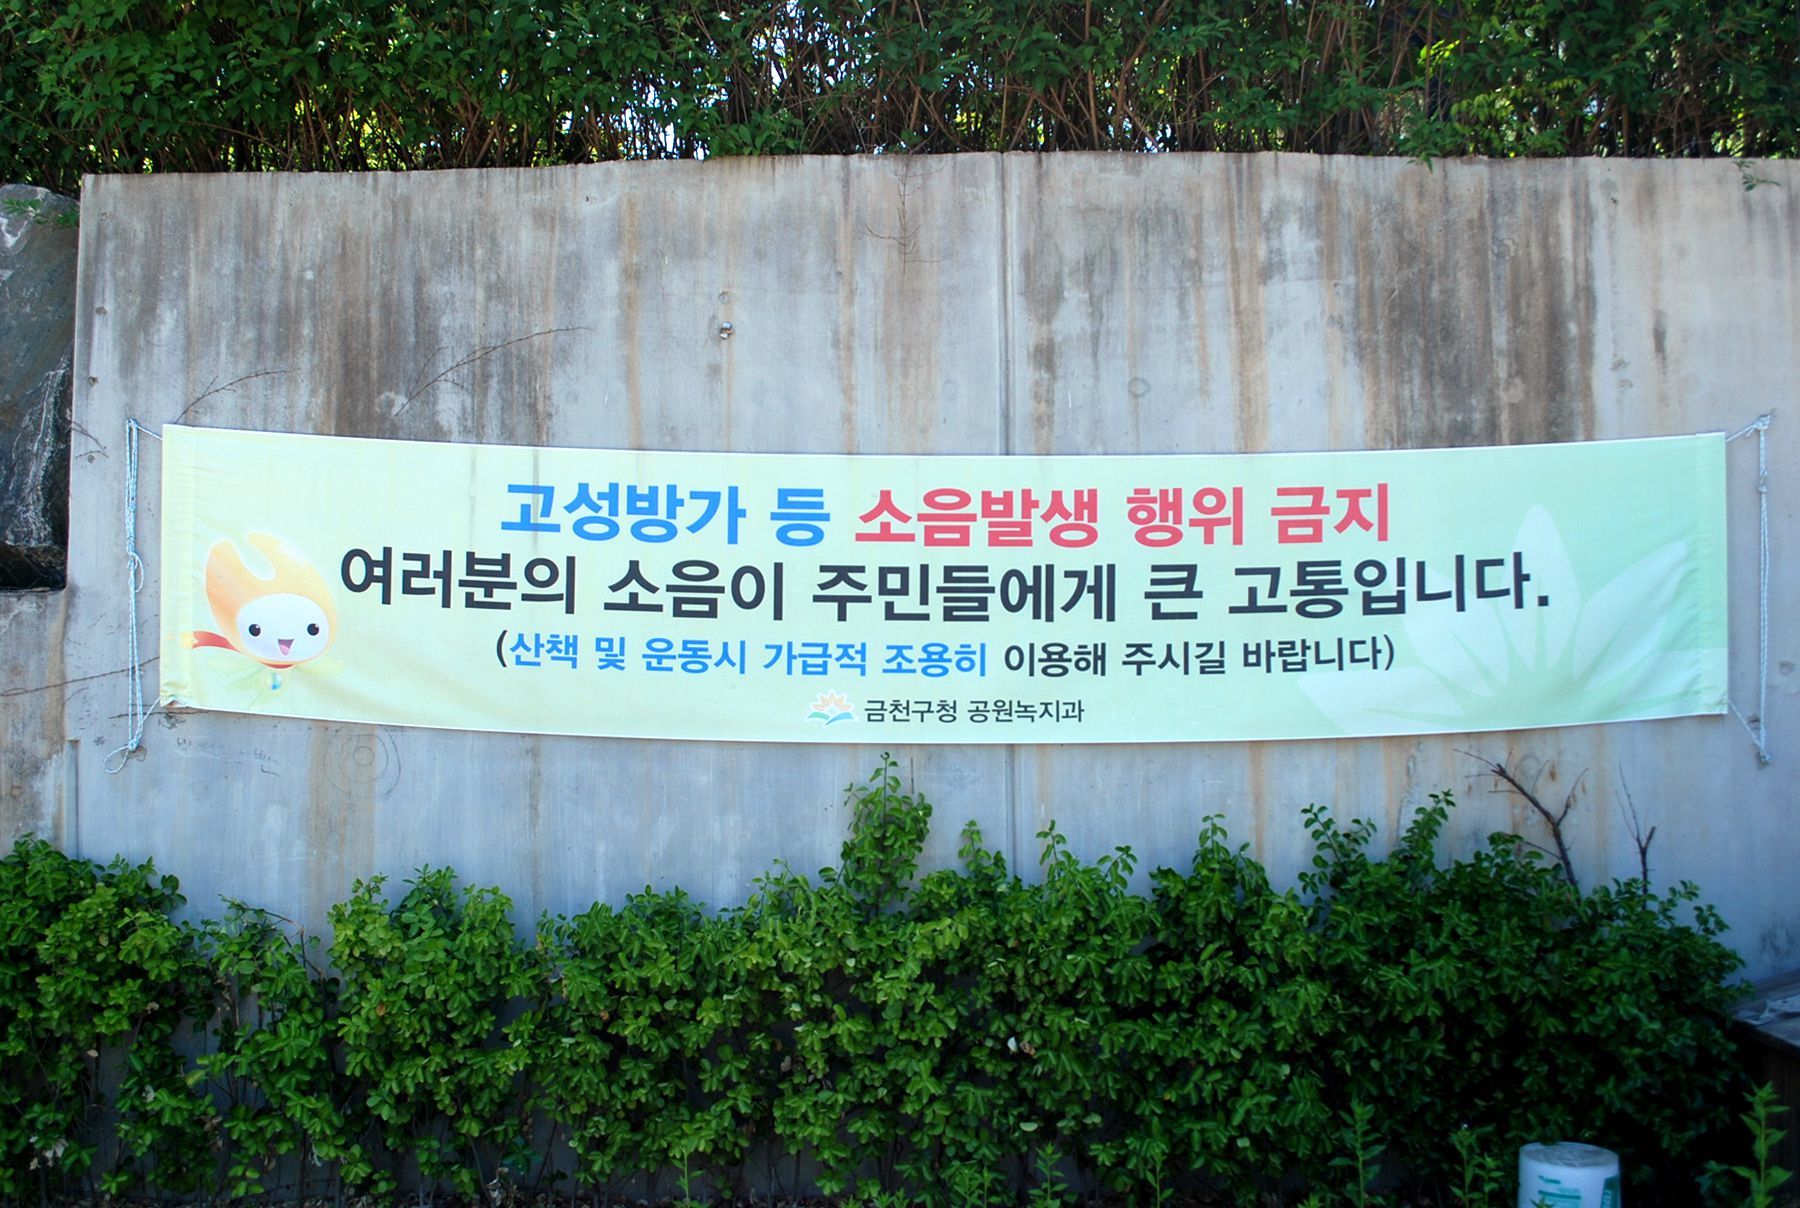 고성방가 등 소음발생 행위 금지
여러분의 소음이 주민들에게 큰 고통입니다.
(산책 및 운동시 가급적 조용히 이용해 주시길 바랍니다)
금천구청 공원녹지과